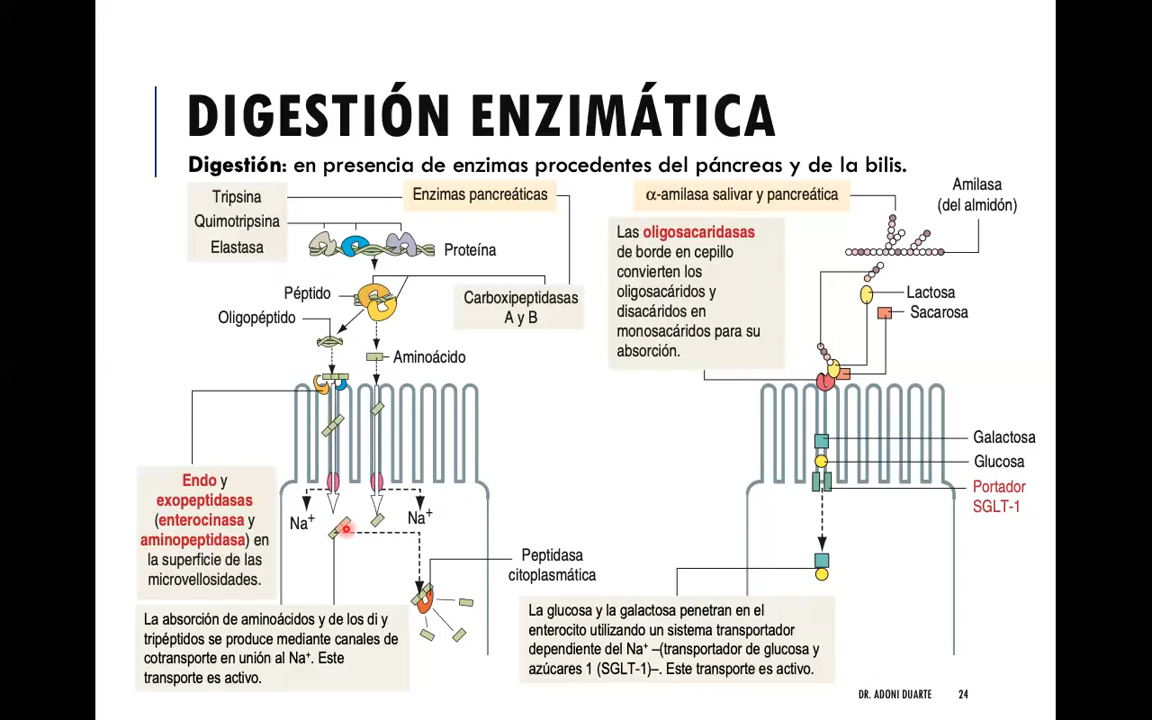 DIGESTIÓN ENZIMÁTICA
Digestión: en presencia de enzimas procedentes del páncreas y de la bilis.
Tripsina
Quimotripsina
Elastasa
Enzimas pancreáticas
Proteína
Péptido
Oligopéptido
Carboxipeptidasas
A y B
Aminoácido
Endo y
exopeptidasas
(enterocinasa y
aminopeptidasa) en
la superficie de las
microvellosidades.
Na+
Na+
Peptidasa
citoplasmática
La absorción de aminoácidos y de los di y
tripéptidos se produce mediante canales de
cotransporte en unión al Na+. Este
transporte es activo.
α-amilasa salivar y pancreática
Amilasa
(del almidón)
Las oligosacaridasas
de borde en cepillo
convierten los
oligosacáridos y
disacáridos en
monosacáridos para su
absorción.
Lactosa
Sacarosa
Galactosa
Glucosa
Portador
SGLT-1
La glucosa y la galactosa penetran en el
enterocito utilizando un sistema transportador
dependiente del Na+ –(transportador de glucosa y
azúcares 1 (SGLT-1)–. Este transporte es activo.
DR. ADONI DUARTE
24